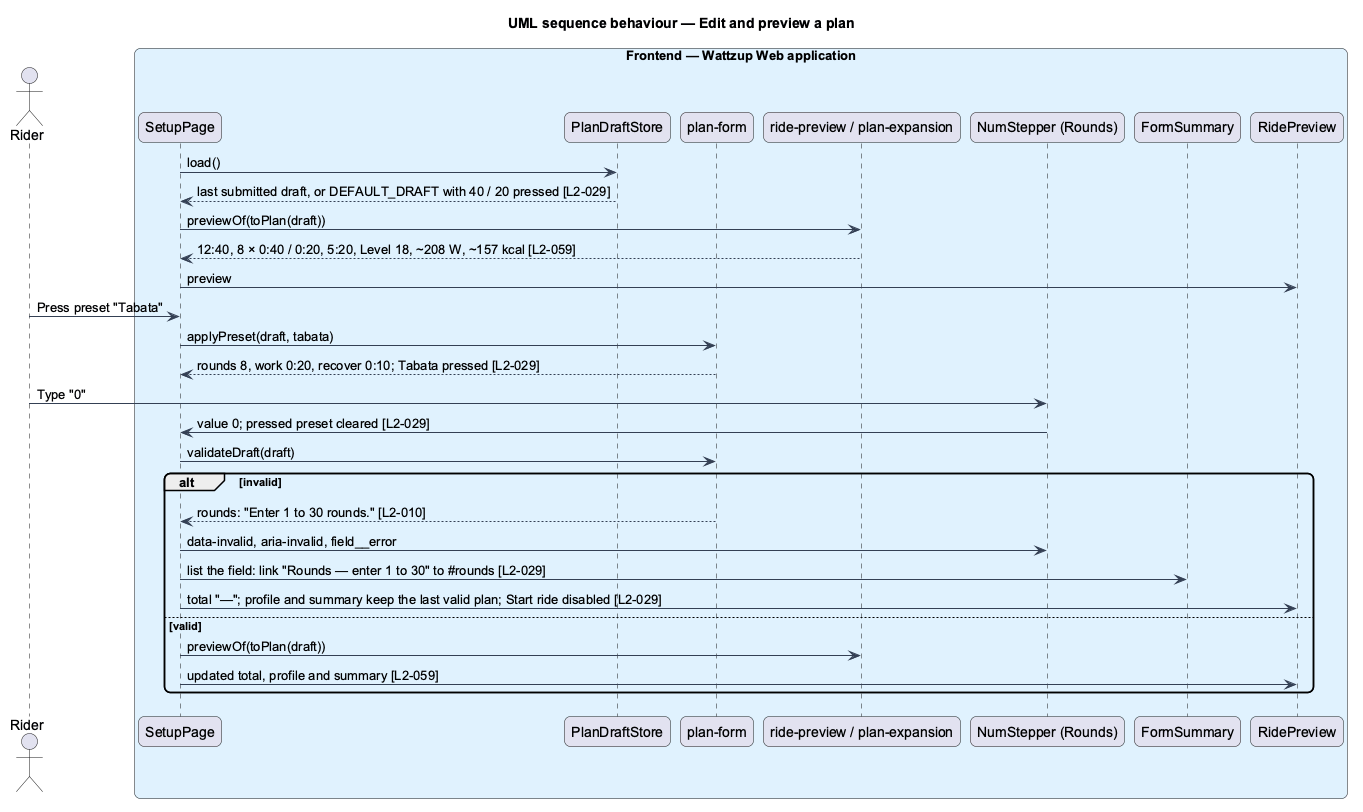 UML sequence behaviour — Edit and preview a plan
Frontend — Wattzup Web application
Rider
SetupPage
PlanDraftStore
plan-form
ride-preview / plan-expansion
NumStepper (Rounds)
FormSummary
RidePreview
load()
last submitted draft, or DEFAULT_DRAFT with 40 / 20 pressed [L2-029]
previewOf(toPlan(draft))
12:40, 8 × 0:40 / 0:20, 5:20, Level 18, ~208 W, ~157 kcal [L2-059]
preview
Press preset "Tabata"
applyPreset(draft, tabata)
rounds 8, work 0:20, recover 0:10; Tabata pressed [L2-029]
Type "0"
value 0; pressed preset cleared [L2-029]
validateDraft(draft)
alt
[invalid]
rounds: "Enter 1 to 30 rounds." [L2-010]
data-invalid, aria-invalid, field__error
list the field: link "Rounds — enter 1 to 30" to #rounds [L2-029]
total "—"; profile and summary keep the last valid plan; Start ride disabled [L2-029]
[valid]
previewOf(toPlan(draft))
updated total, profile and summary [L2-059]
Rider
SetupPage
PlanDraftStore
plan-form
ride-preview / plan-expansion
NumStepper (Rounds)
FormSummary
RidePreview